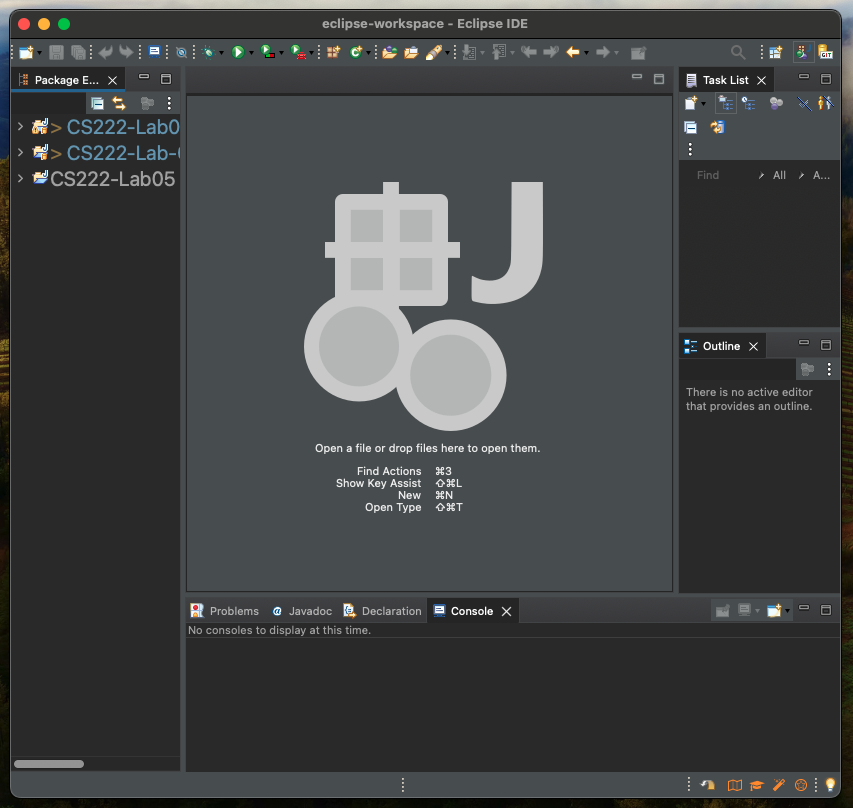 eclipse-workspace - Eclipse IDE
GIT
Package E...
Task List
> CS222-Lab0
> CS222-Lab-
CS222-Lab05
Find
All
A...
J
Open a file or drop files here to open them.
Find Actions ⌘3
Show Key Assist ⇧⌘L
New ⌘N
Open Type ⇧⌘T
Outline
There is no active editor
that provides an outline.
@ Javadoc
Problems
Declaration
Console
No consoles to display at this time.